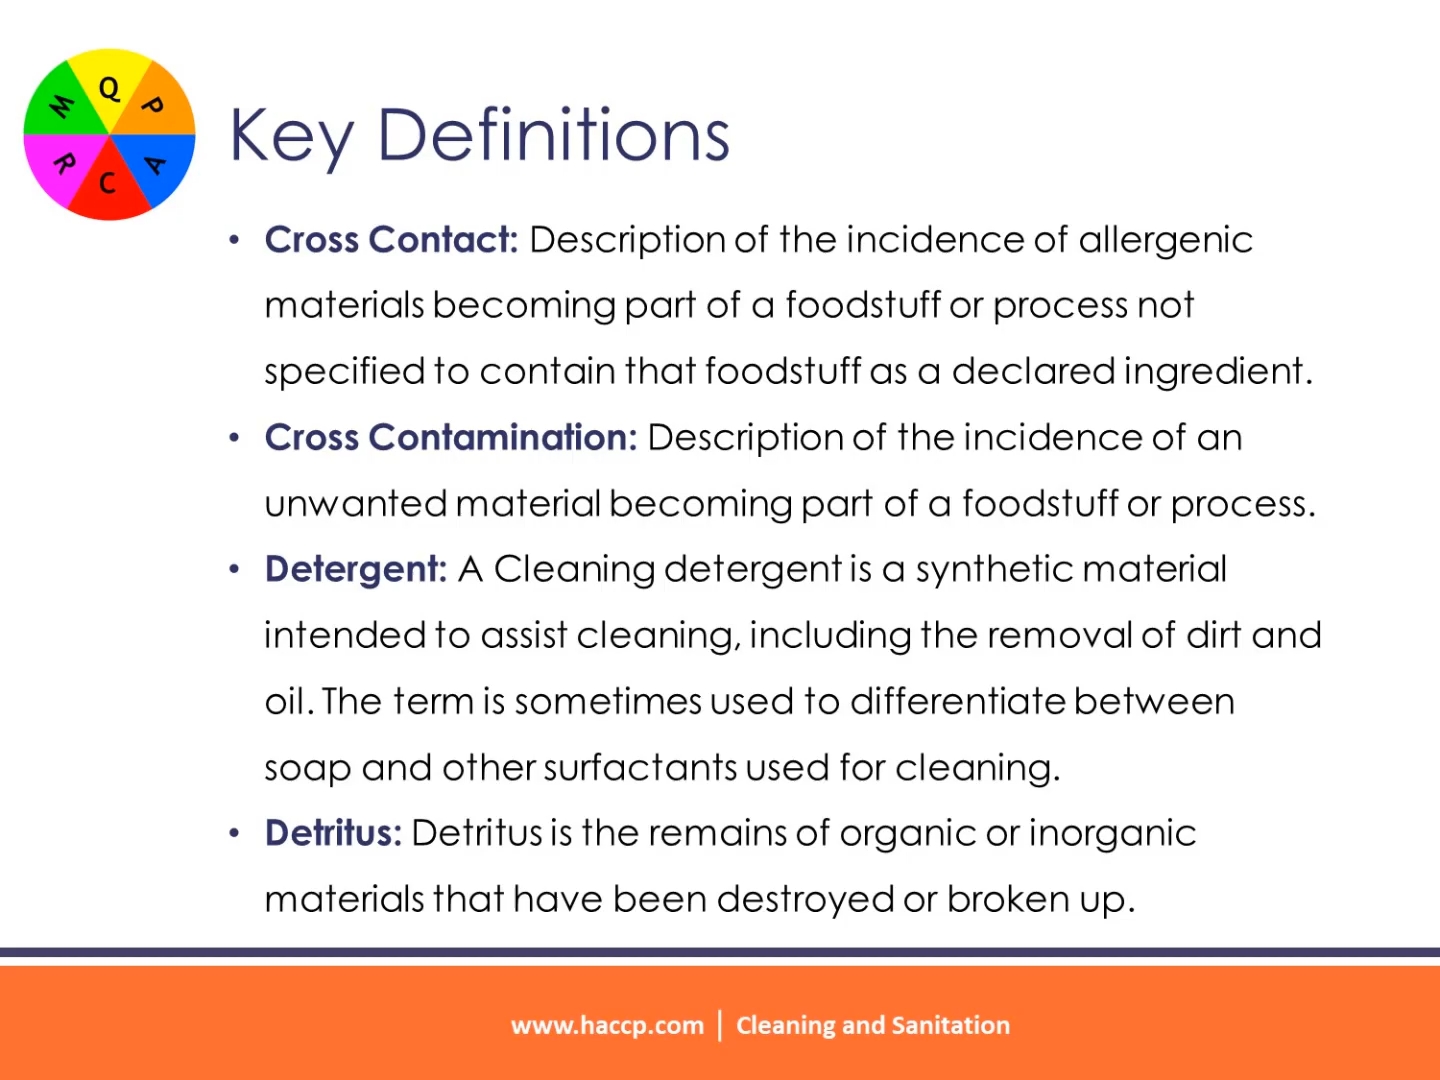 Q
P
A
C
R
M
Key Definitions
• Cross Contact: Description of the incidence of allergenic
materials becoming part of a foodstuff or process not
specified to contain that foodstuff as a declared ingredient.
• Cross Contamination: Description of the incidence of an
unwanted material becoming part of a foodstuff or process.
• Detergent: A Cleaning detergent is a synthetic material
intended to assist cleaning, including the removal of dirt and
oil. The term is sometimes used to differentiate between
soap and other surfactants used for cleaning.
• Detritus: Detritus is the remains of organic or inorganic
materials that have been destroyed or broken up.
www.haccp.com | Cleaning and Sanitation